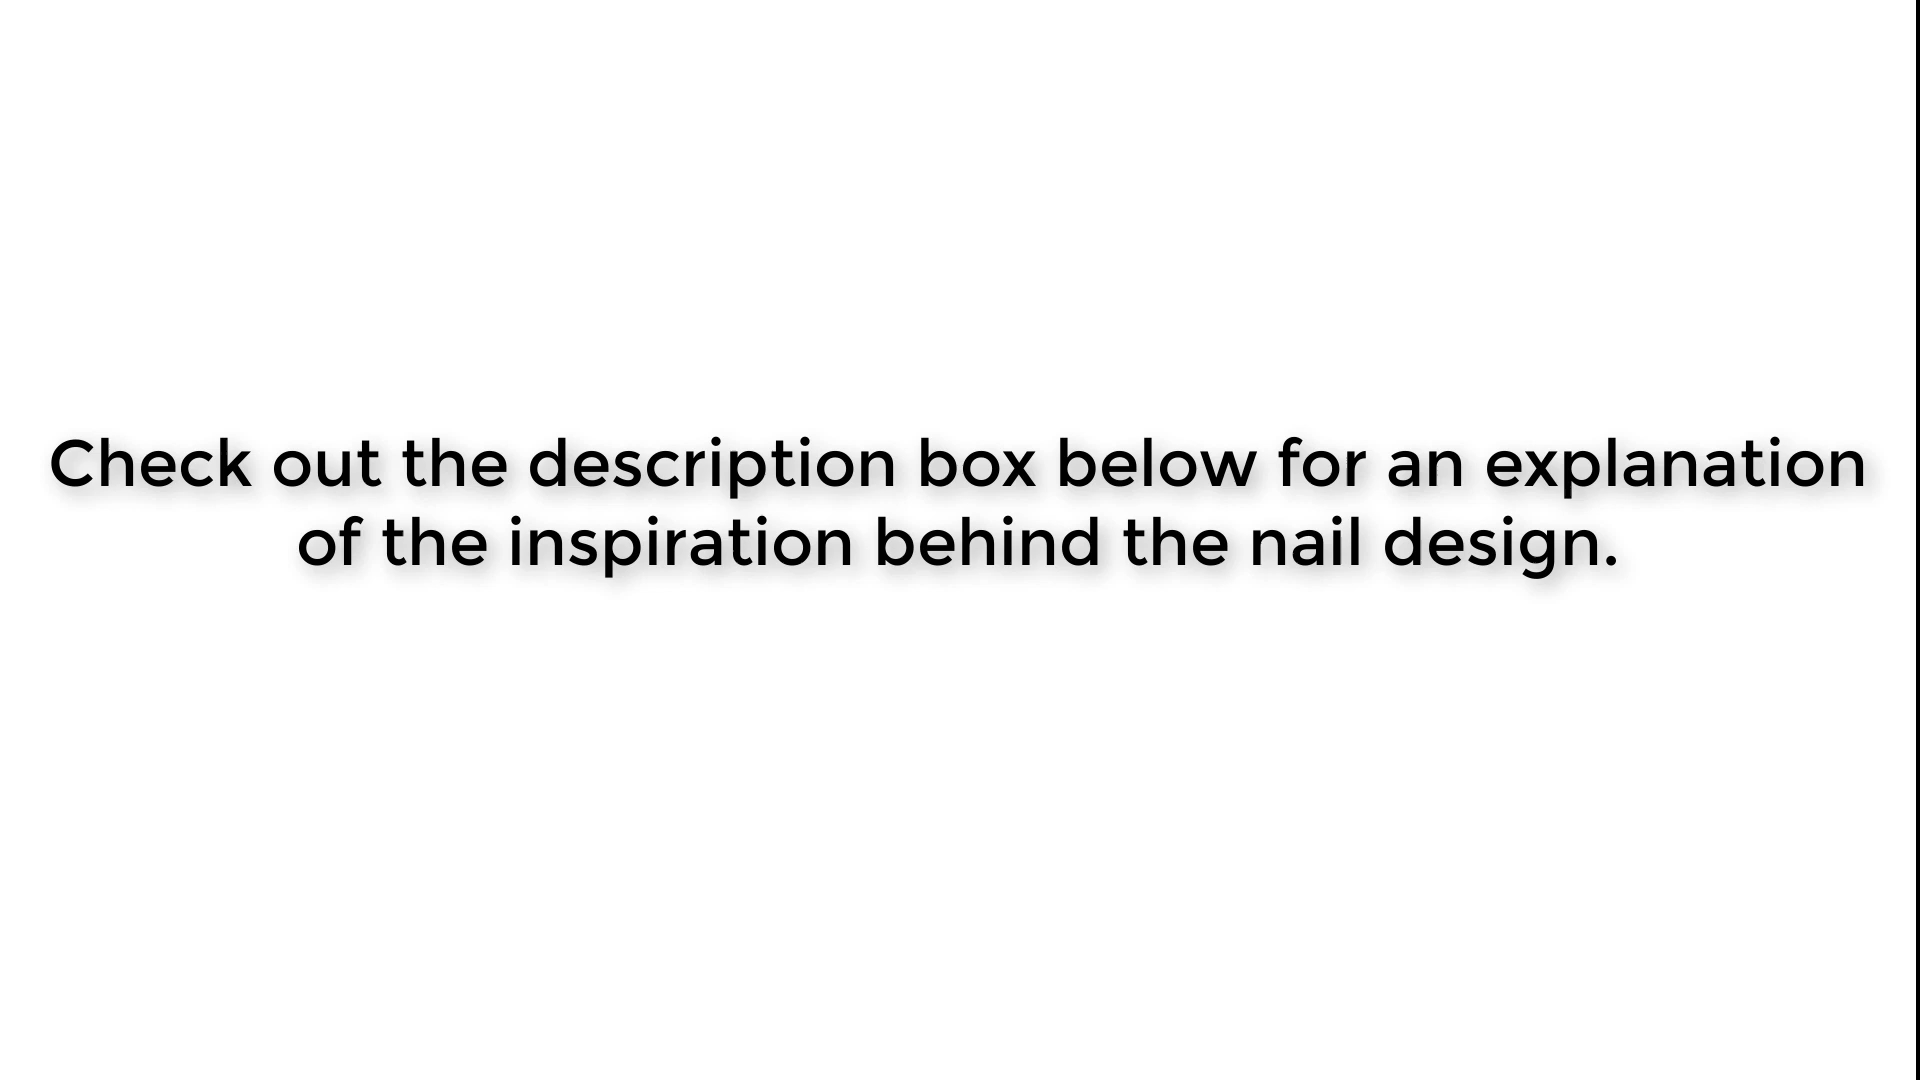 Check out the description box below for an explanation
of the inspiration behind the nail design.